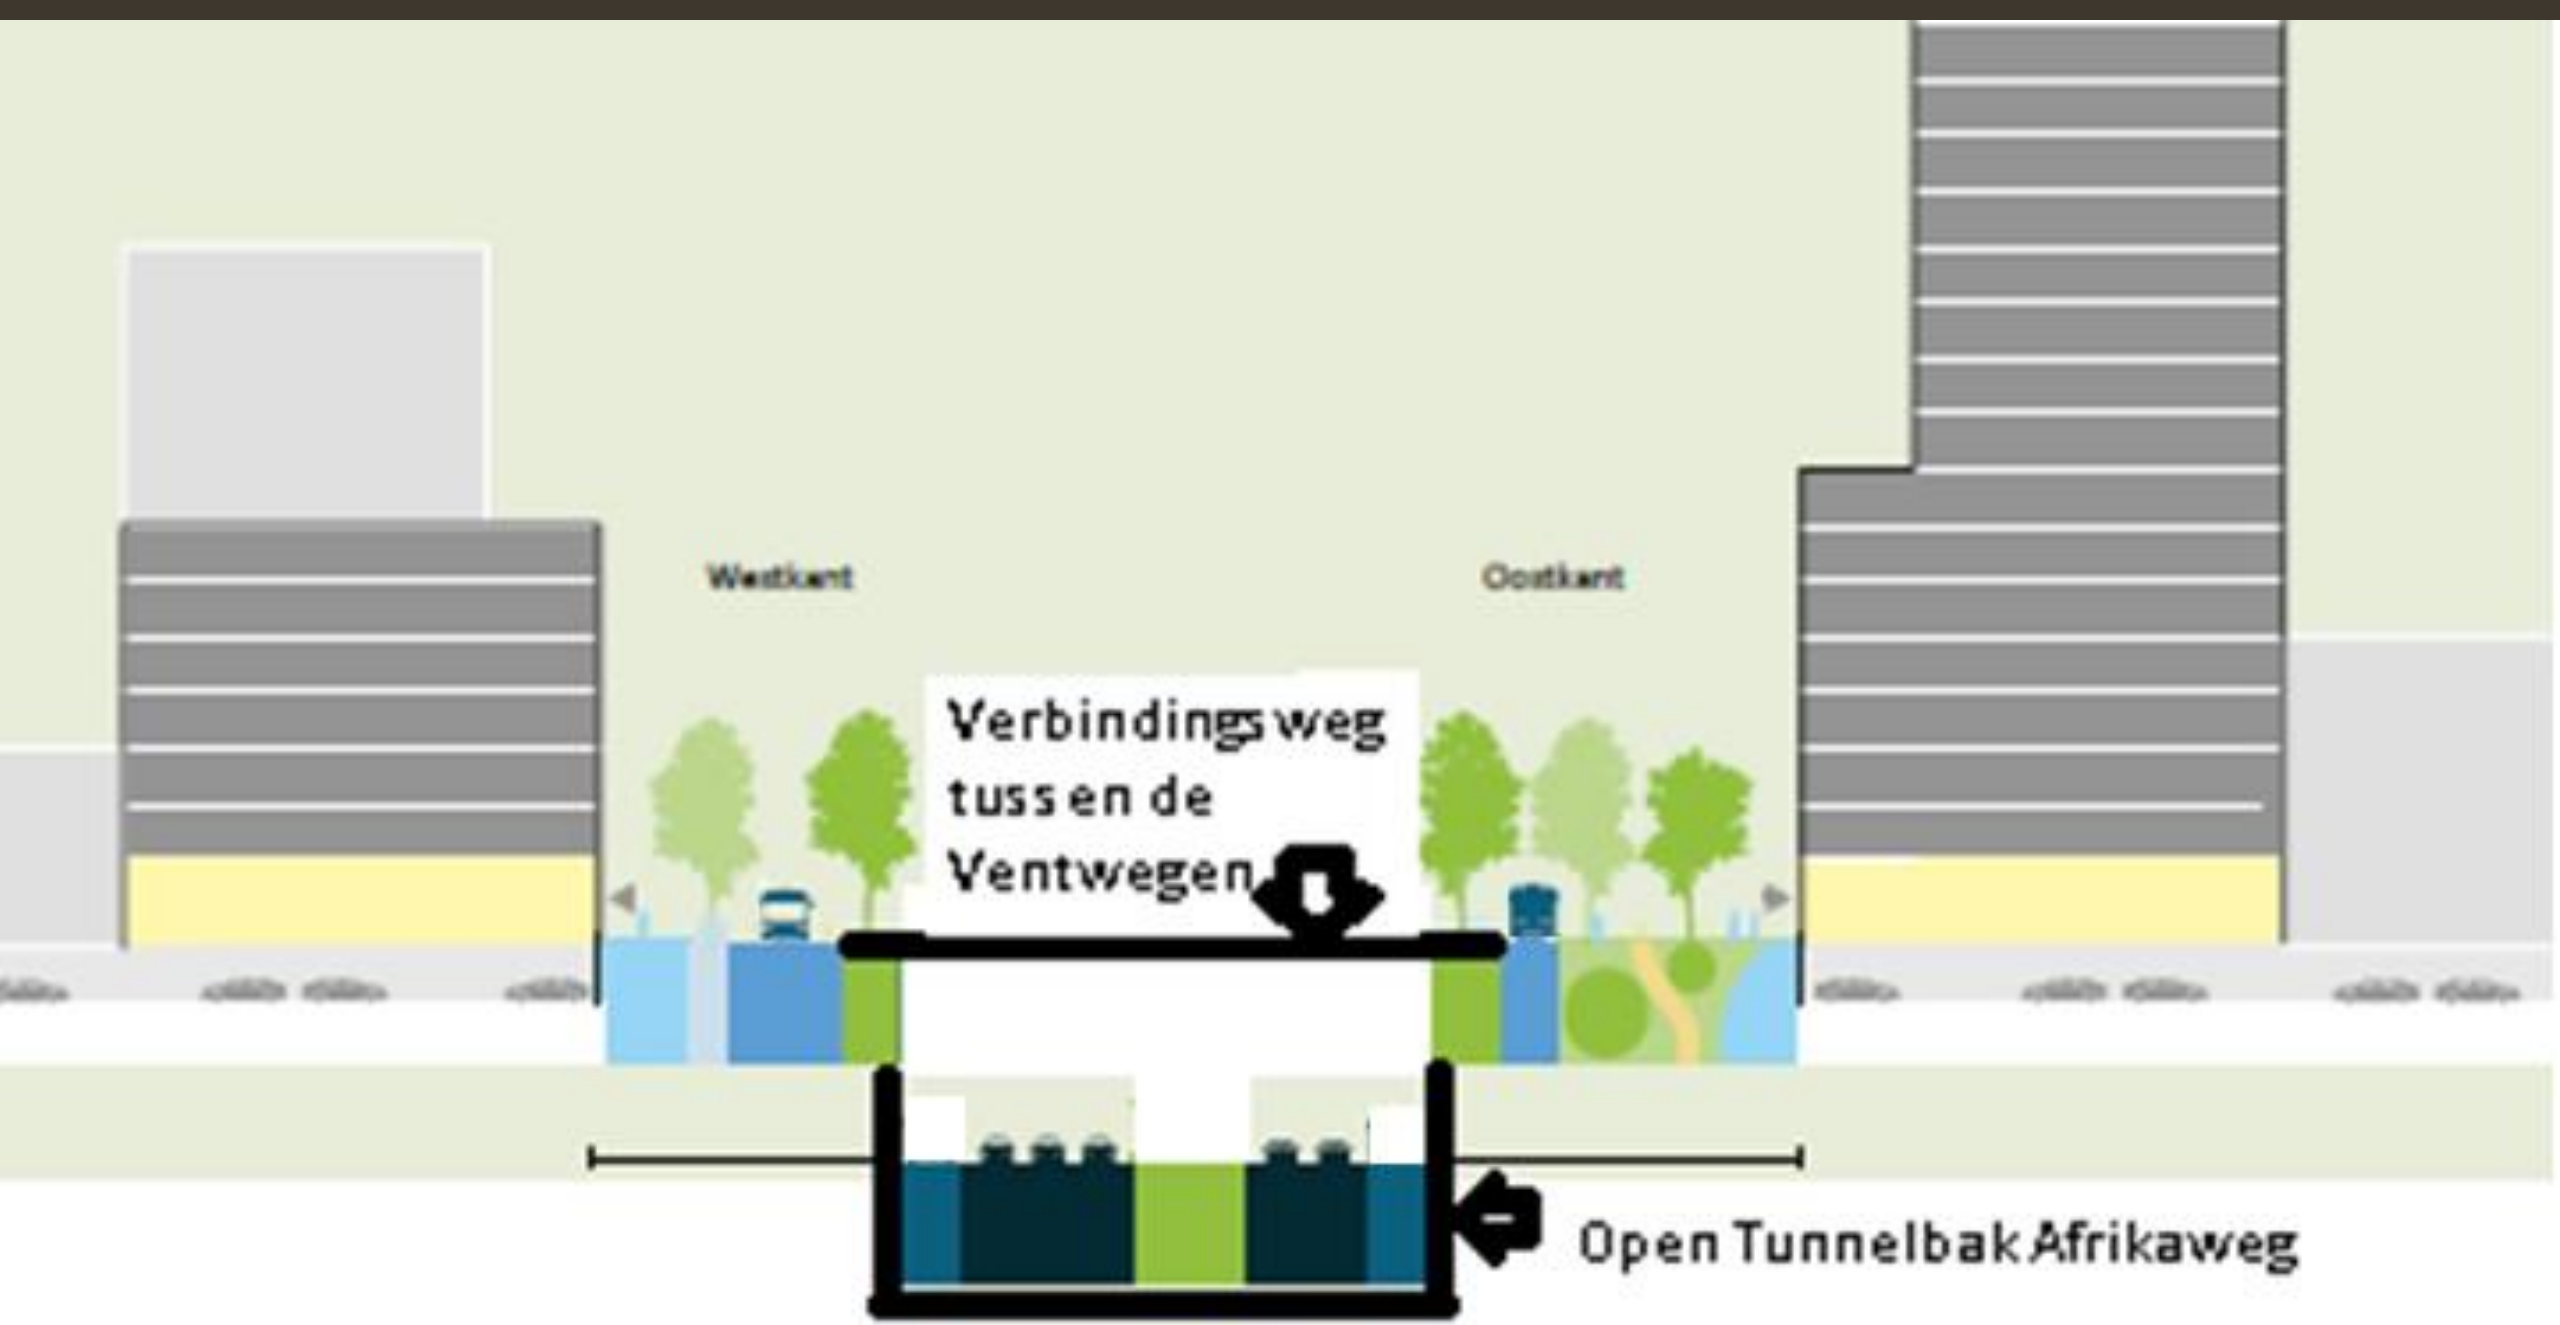 Westkant
Oostkant
Verbindingsweg
tussen de
Ventwegen
Open Tunnelbak Afrikaweg